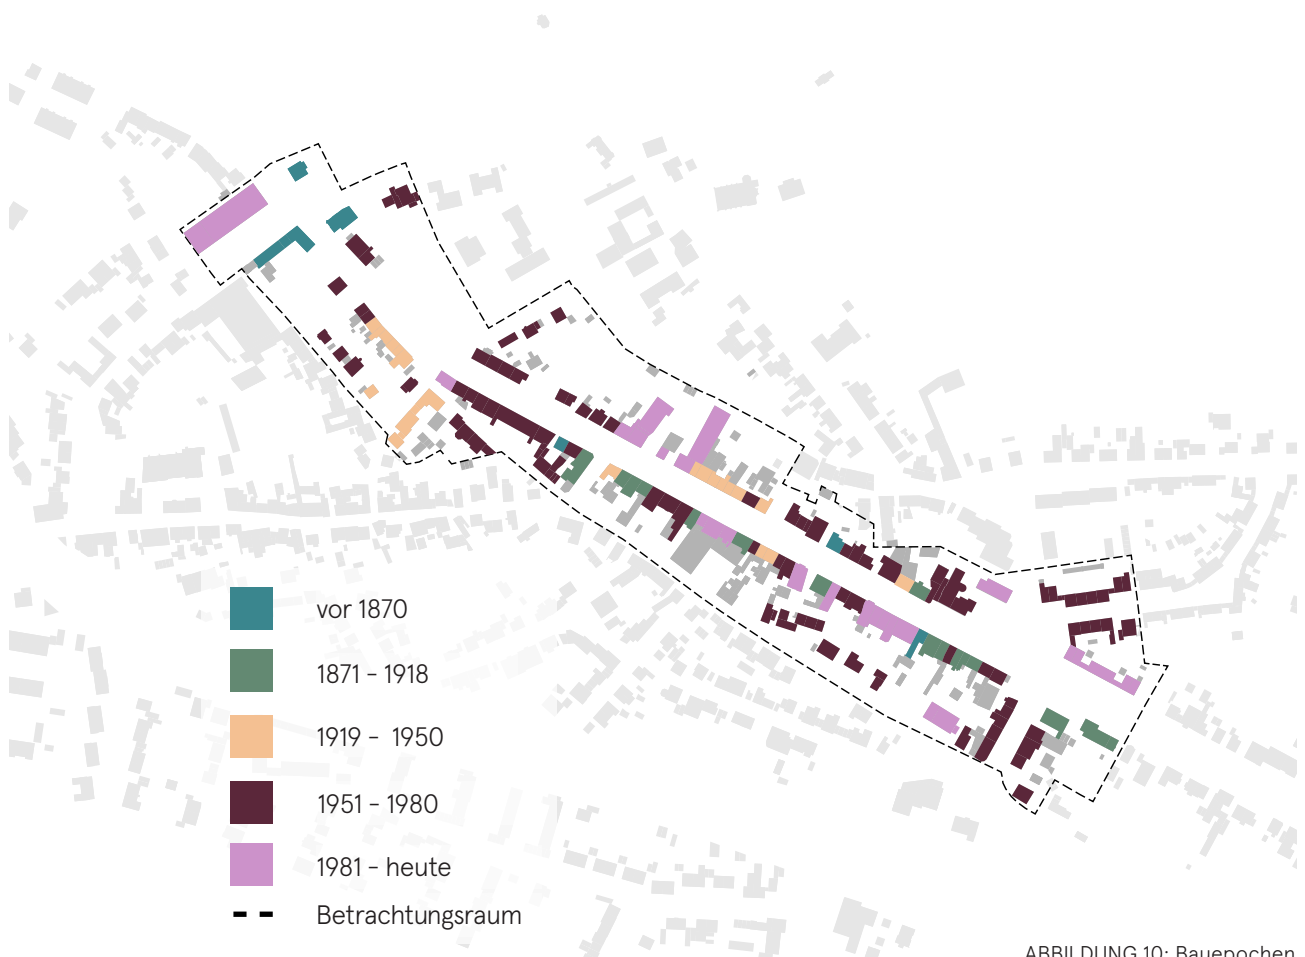 vor 1870
1871 - 1918
1919 - 1950
1951 - 1980
1981 - heute
Betrachtungsraum
ABBILDUNG 10: Bauepochen